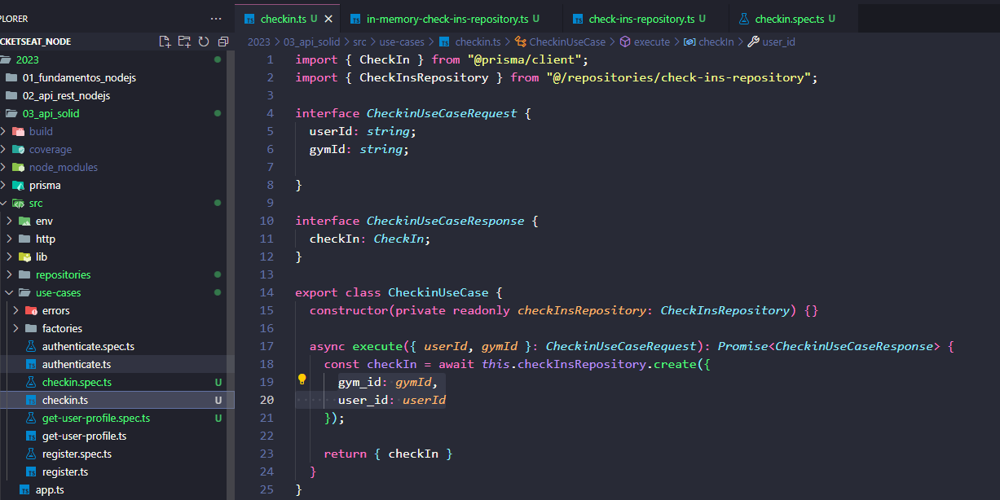 PLORER ...
checkin.ts U
in-memory-check-ins-repository.ts U
check-ins-repository.ts U
checkin.spec.ts U
CKETSEAT_NODE
2023 > 03_api_solid > src > use-cases > checkin.ts > CheckinUseCase > execute > checkIn > user_id
2023
01_fundamentos_nodejs
02_api_rest_nodejs
03_api_solid
build
coverage
node_modules
prisma
src
env
http
lib
repositories
use-cases
errors
factories
authenticate.spec.ts
authenticate.ts
checkin.spec.ts U
checkin.ts U
get-user-profile.spec.ts U
get-user-profile.ts
register.spec.ts
register.ts
app.ts
1 import { CheckIn } from "@prisma/client";
2 import { CheckInsRepository } from "@/repositories/check-ins-repository";
3
4 interface CheckinUseCaseRequest {
5 userId: string;
6 gymId: string;
7
8 }
9
10 interface CheckinUseCaseResponse {
11 checkIn: CheckIn;
12 }
13
14 export class CheckinUseCase {
15 constructor(private readonly checkInsRepository: CheckInsRepository) {}
16
17 async execute({ userId, gymId }: CheckinUseCaseRequest): Promise<CheckinUseCaseResponse> {
18 const checkIn = await this.checkInsRepository.create({
19 gym_id: gymId,
20 user_id: userId
21 });
22
23 return { checkIn }
24 }
25 }